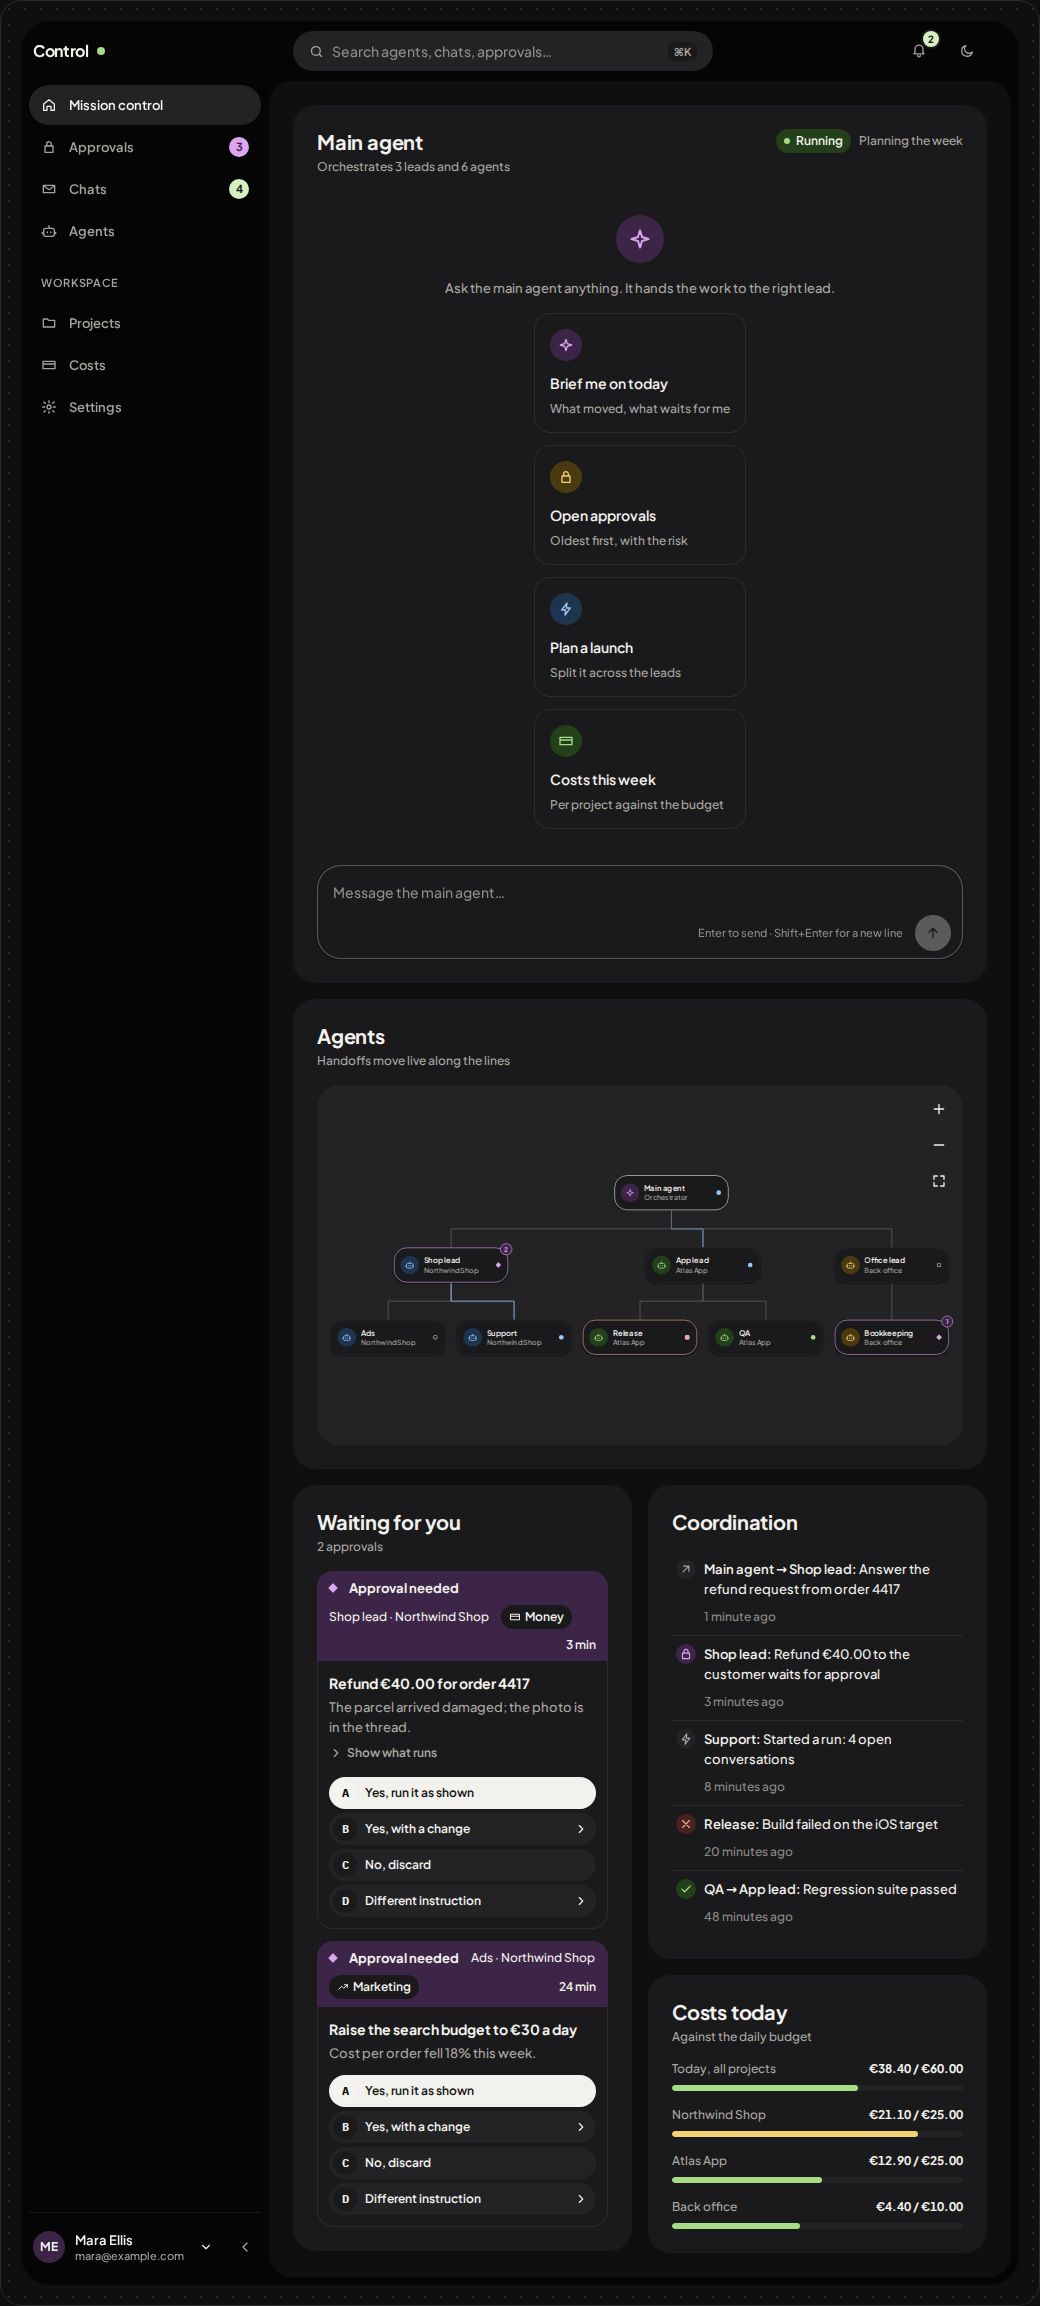 Control
Search agents, chats, approvals...
⌘K
2
Mission control
Approvals
3
Chats
4
Agents
WORKSPACE
Projects
Costs
Settings
Main agent
Orchestrates 3 leads and 6 agents
Running
Planning the week
Ask the main agent anything. It hands the work to the right lead.
Brief me on today
What moved, what waits for me
Open approvals
Oldest first, with the risk
Plan a launch
Split it across the leads
Costs this week
Per project against the budget
Message the main agent...
Enter to send · Shift+Enter for a new line
Agents
Handoffs move live along the lines
Main agent
Orchestrator
Shop lead
Northwind Shop
2
App lead
Atlas App
Office lead
Back office
Ads
Northwind Shop
Support
Northwind Shop
Release
Atlas App
QA
Atlas App
Bookkeeping
Back office
1
Waiting for you
2 approvals
Approval needed
Shop lead · Northwind Shop
Money
3 min
Refund €40.00 for order 4417
The parcel arrived damaged; the photo is
in the thread.
Show what runs
A Yes, run it as shown
B Yes, with a change
C No, discard
D Different instruction
Approval needed
Ads · Northwind Shop
Marketing
24 min
Raise the search budget to €30 a day
Cost per order fell 18% this week.
A Yes, run it as shown
B Yes, with a change
C No, discard
D Different instruction
Coordination
Main agent → Shop lead: Answer the
refund request from order 4417
1 minute ago
Shop lead: Refund €40.00 to the
customer waits for approval
3 minutes ago
Support: Started a run: 4 open
conversations
8 minutes ago
Release: Build failed on the iOS target
20 minutes ago
QA → App lead: Regression suite passed
48 minutes ago
Costs today
Against the daily budget
Today, all projects €38.40 / €60.00
Northwind Shop €21.10 / €25.00
Atlas App €12.90 / €25.00
Back office €4.40 / €10.00
ME
Mara Ellis
mara@example.com